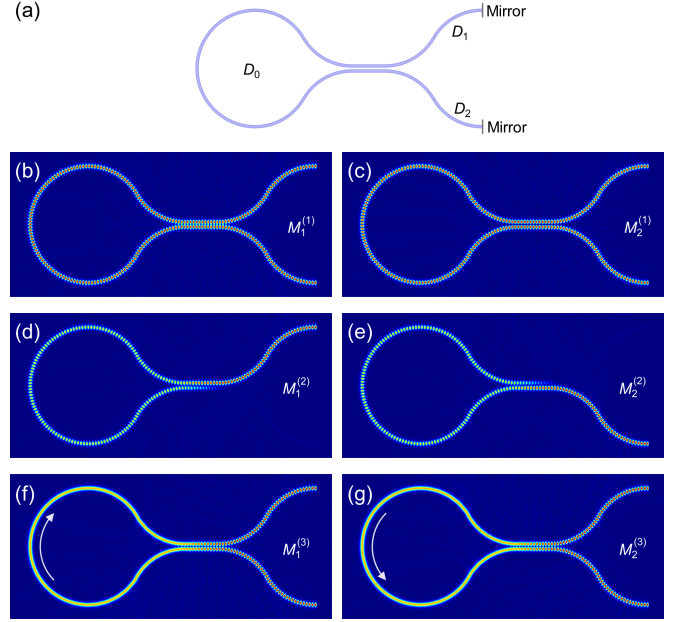 (a)
Mirror
D₁
D₀
D₂
Mirror
(b) M₁⁽¹⁾
(c) M₂⁽¹⁾
(d) M₁⁽²⁾
(e) M₂⁽²⁾
(f) M₁⁽³⁾
(g) M₂⁽³⁾